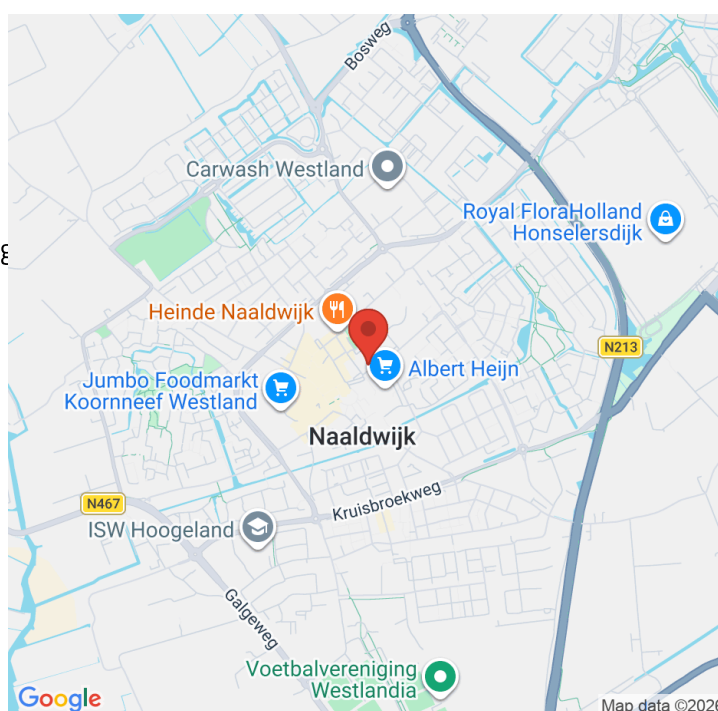 Bosweg
Carwash Westland
Royal FloraHolland
Honselersdijk
g
Heinde Naaldwijk
N213
Albert Heijn
Jumbo Foodmarkt
Koornneef Westland
Naaldwijk
N467
Kruisbroekweg
ISW Hoogeland
Galgeweg
Voetbalvereniging
Westlandia
Google
Map data ©2026